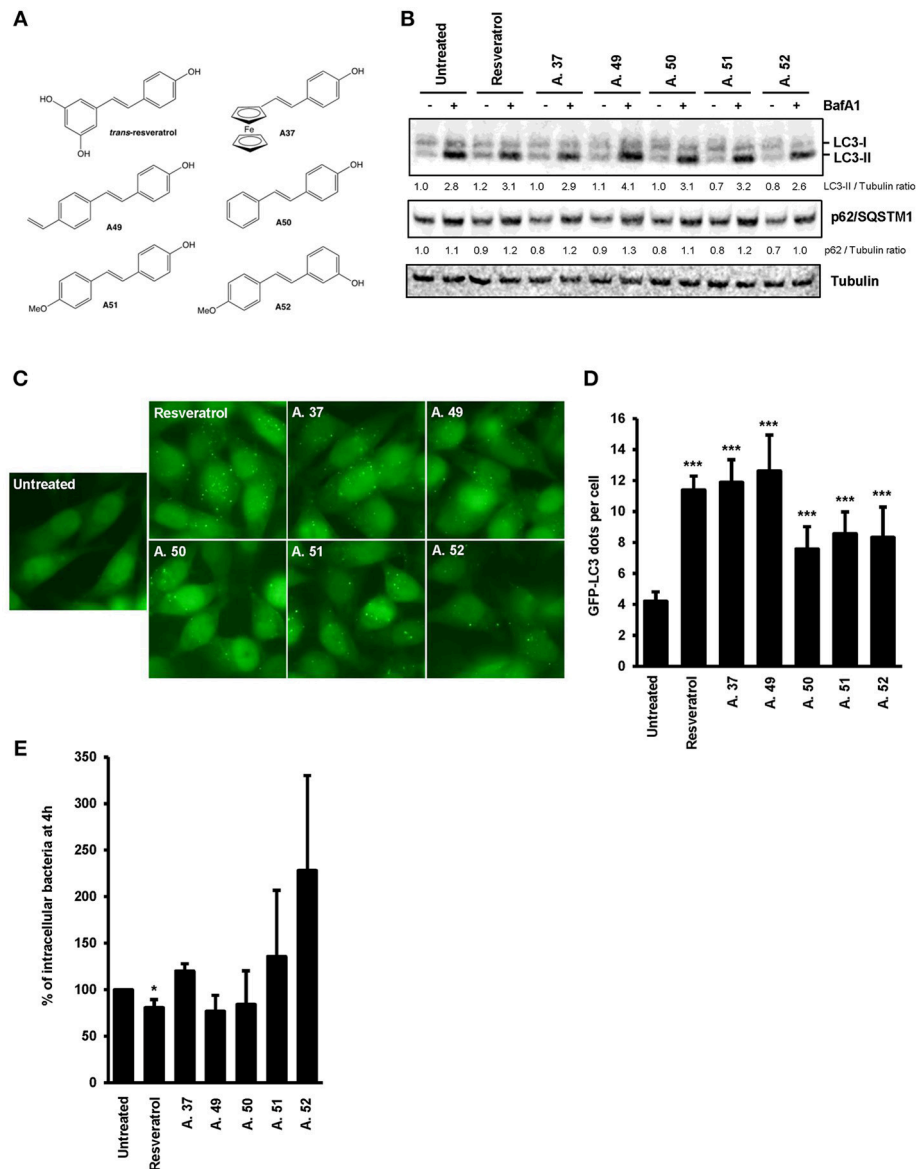 A
OH
HO
trans-resveratrol
OH
OH
Fe
A37
OH
A49
OH
A50
OH
MeO
A51
MeO
A52
OH
B
Untreated Resveratrol A. 37 A. 49 A. 50 A. 51 A. 52
- + - + - + - + - + - + - + BafA1
LC3-I
LC3-II
1.0 2.8 1.2 3.1 1.0 2.9 1.1 4.1 1.0 3.1 0.7 3.2 0.8 2.6 LC3-II / Tubulin ratio
p62/SQSTM1
1.0 1.1 0.9 1.2 0.8 1.2 0.9 1.3 0.8 1.1 0.8 1.2 0.7 1.0 p62 / Tubulin ratio
Tubulin
C
Untreated
Resveratrol A. 37 A. 49
A. 50 A. 51 A. 52
D
GFP-LC3 dots per cell
16
14
12
10
8
6
4
2
0
*** *** *** *** *** ***
Untreated Resveratrol A. 37 A. 49 A. 50 A. 51 A. 52
E
% of intracellular bacteria at 4h
350
300
250
200
150
100
50
0
*
Untreated Resveratrol A. 37 A. 49 A. 50 A. 51 A. 52